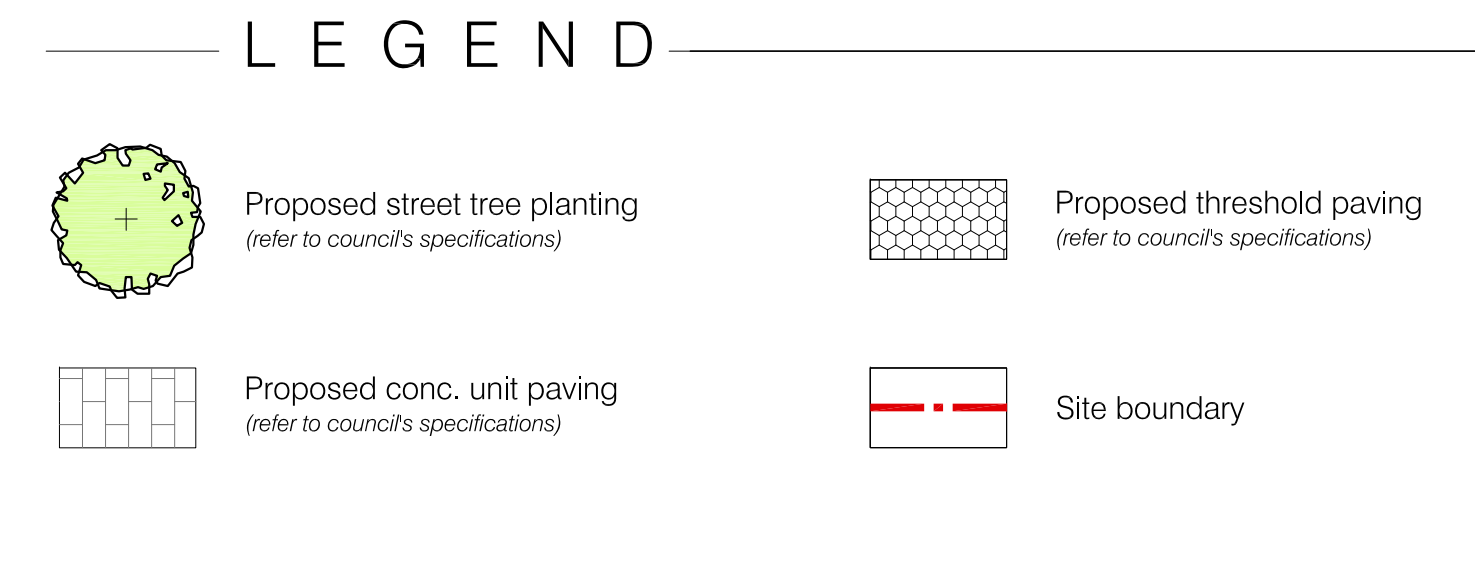 LEGEND
Proposed street tree planting
(refer to council's specifications)
Proposed threshold paving
(refer to council's specifications)
Proposed conc. unit paving
(refer to council's specifications)
Site boundary